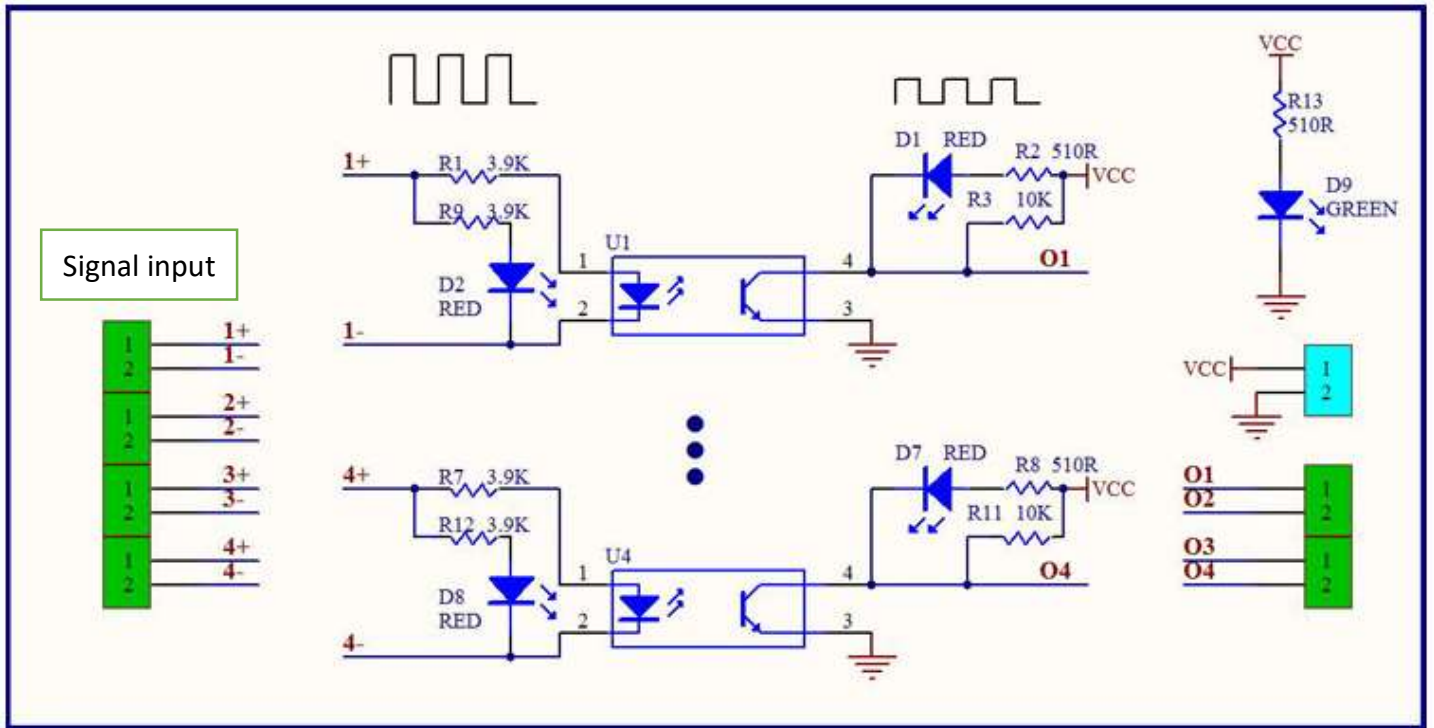 VCC
R13
510R
D9
GREEN
D1 RED
R2 510R
VCC
R3 10K
1+
R1 3.9K
R9 3.9K
U1
1
4
O1
D2
RED
2
3
1-
Signal input
1 1+
2 1-
1 2+
2 2-
1 3+
2 3-
1 4+
2 4-
VCC 1
2
D7 RED
R8 510R
VCC
R11 10K
4+
R7 3.9K
R12 3.9K
U4
1
4
O4
D8
RED
2
3
4-
O1 1
O2 2
O3 1
O4 2